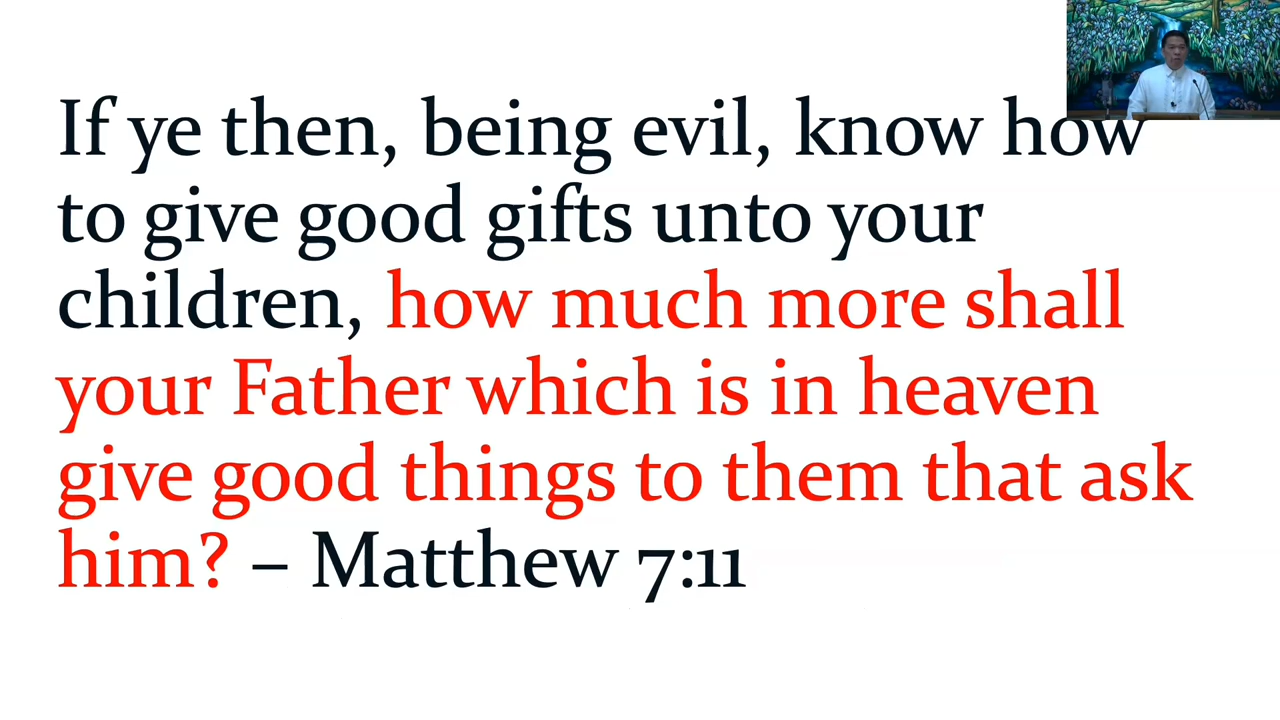 If ye then, being evil, know how
to give good gifts unto your
children, how much more shall
your Father which is in heaven
give good things to them that ask
him? – Matthew 7:11